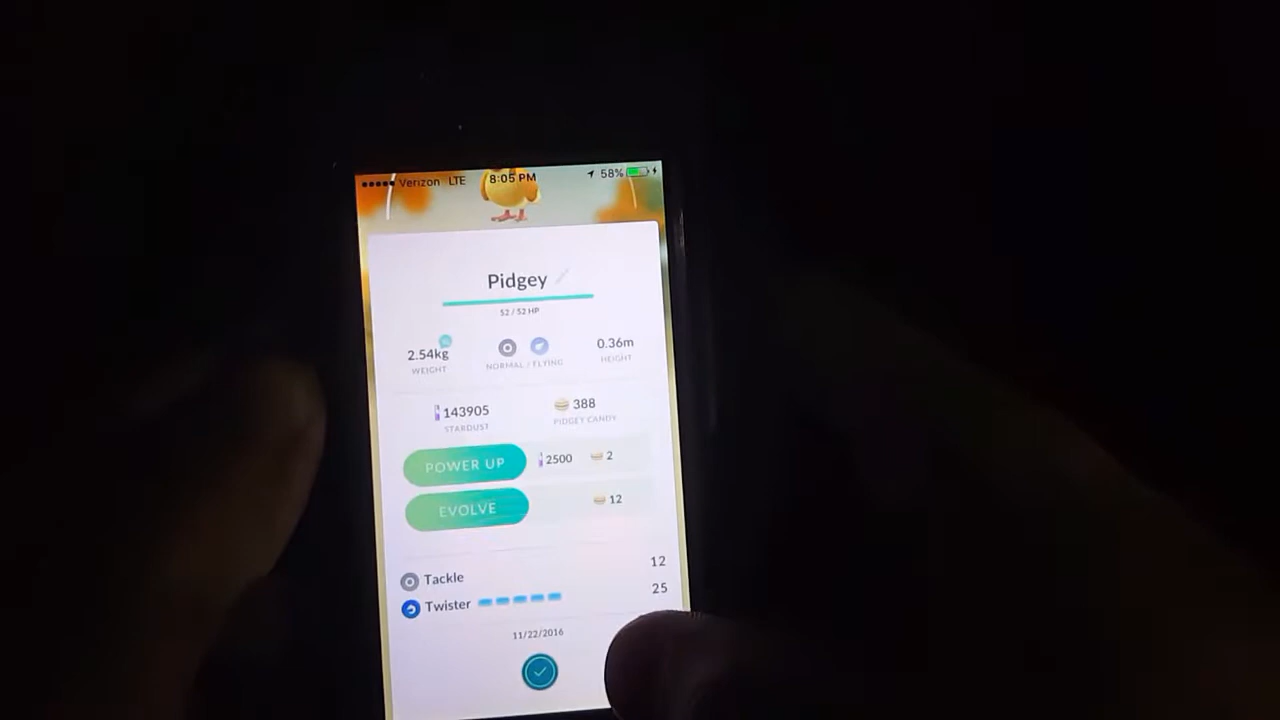 Verizon LTE 8:05 PM 58%
Pidgey
52 / 52 HP
2.54kg 0.36m
WEIGHT NORMAL / FLYING HEIGHT
143905 388
STARDUST PIDGEY CANDY
POWER UP 2500 2
EVOLVE 12
Tackle 12
Twister 25
11/22/2016